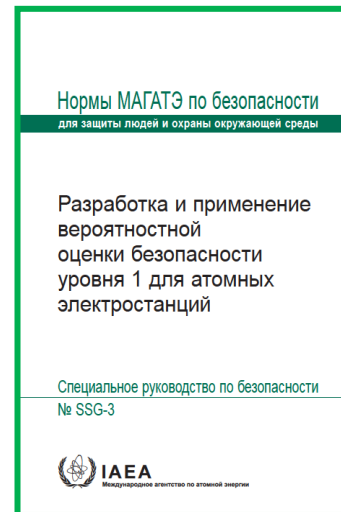 Нормы МАГАТЭ по безопасности
для защиты людей и охраны окружающей среды
Разработка и применение
вероятностной
оценки безопасности
уровня 1 для атомных
электростанций
Специальное руководство по безопасности
№ SSG-3
IAEA
Международное агентство по атомной энергии